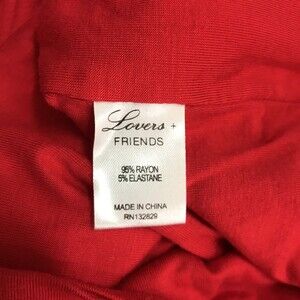 Lovers +
FRIENDS
95% RAYON
5% ELASTANE
MADE IN CHINA
RN132829